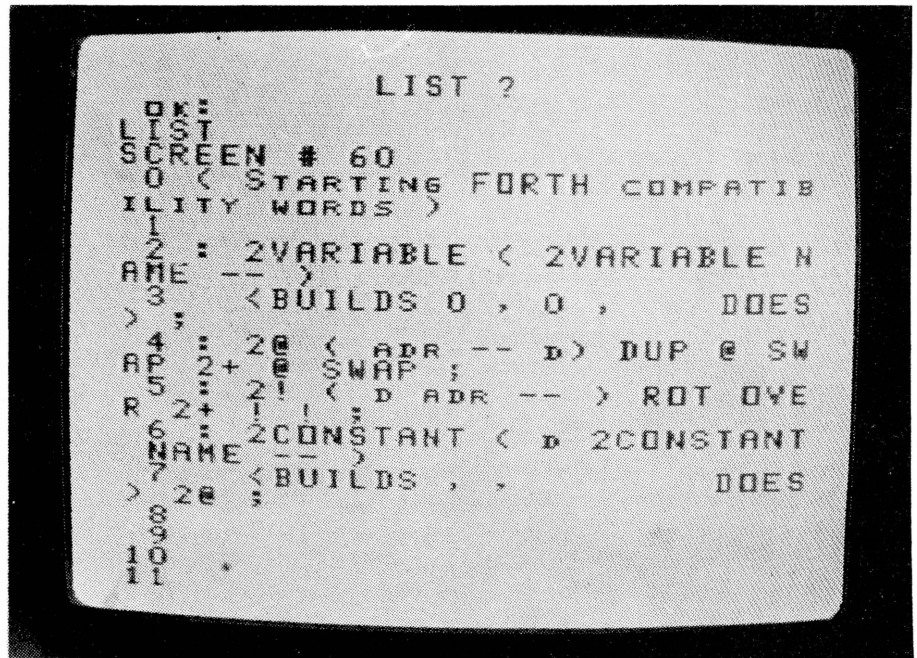 LIST ?
OK:
LIST
SCREEN # 60
0 ( STARTING FORTH COMPATIB
ILITY WORDS )
1
2 : 2VARIABLE ( 2VARIABLE N
AME -- )
3 <BUILDS 0 , 0 , DOES
> ;
4 : 2@ ( ADR -- D) DUP @ SW
AP 2+ @ SWAP ;
5 : 2! ( D ADR -- ) ROT OVE
R 2+ ! ! ;
6 : 2CONSTANT ( D 2CONSTANT
NAME -- )
7 <BUILDS , , DOES
> 2@ ;
8
9
10
11